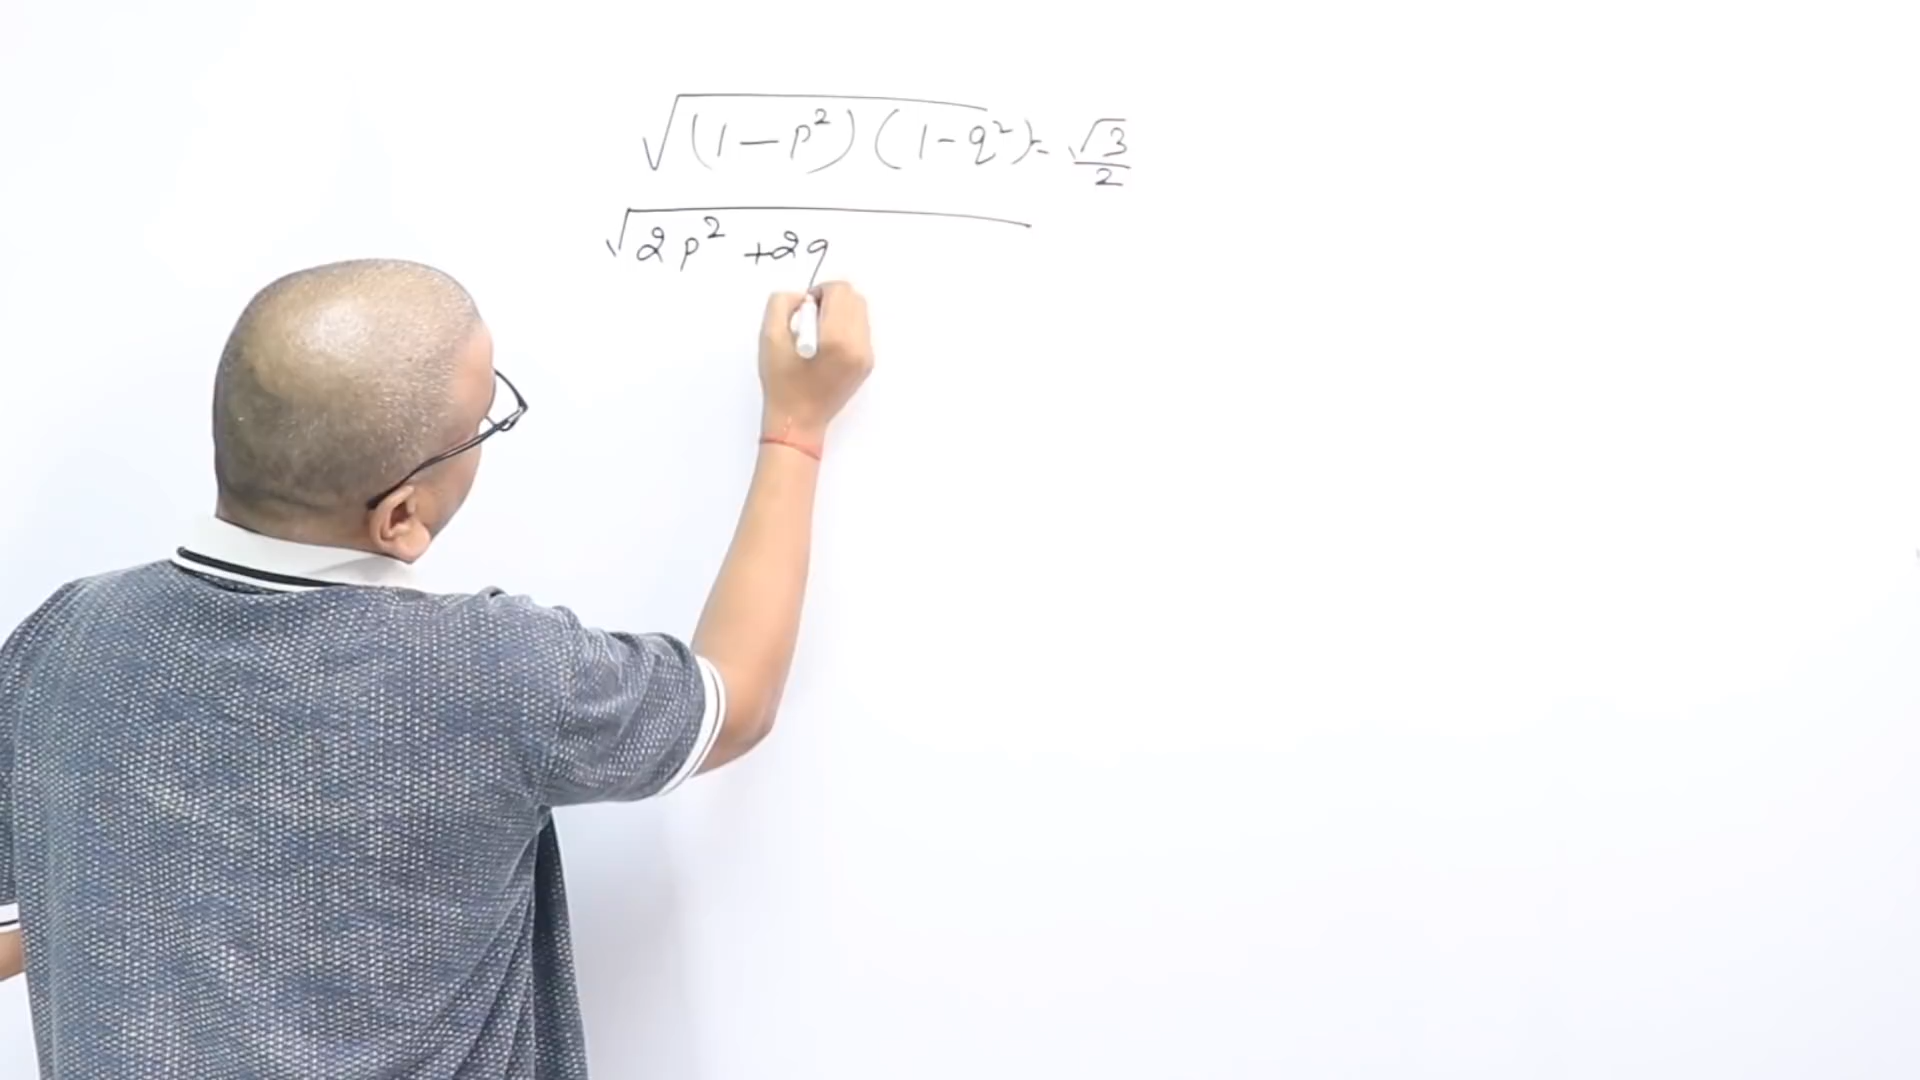 √(1-p²)(1-q²) = √3/2
√2p² +2q